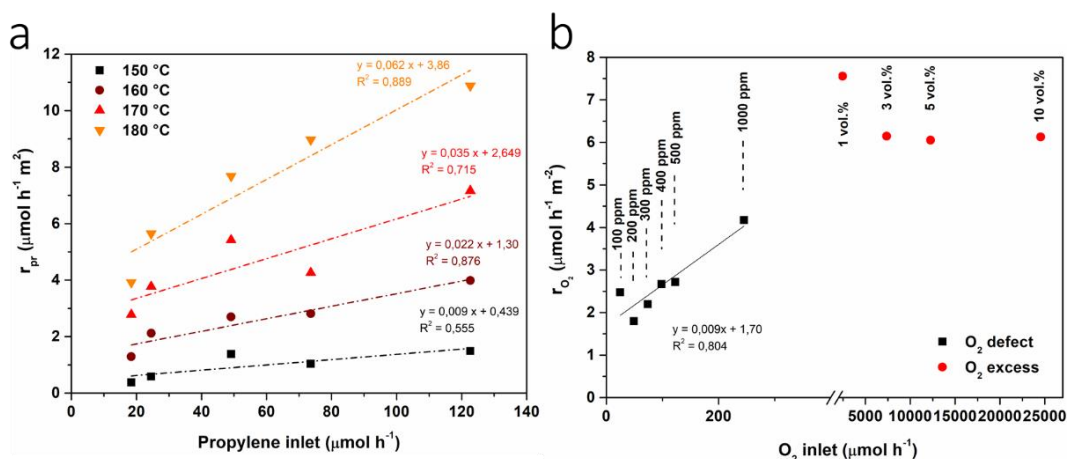 a
12
10
8
6
4
2
0
r_pr (μmol h⁻¹ m²)
150 °C
160 °C
170 °C
180 °C
y = 0,062 x + 3,86
R² = 0,889
y = 0,035 x + 2,649
R² = 0,715
y = 0,022 x + 1,30
R² = 0,876
y = 0,009 x + 0,439
R² = 0,555
0 20 40 60 80 100 120 140
Propylene inlet (μmol h⁻¹)
b
8
7
6
5
4
3
2
1
0
r_O₂ (μmol h⁻¹ m⁻²)
100 ppm
200 ppm
300 ppm
400 ppm
500 ppm
1000 ppm
1 vol.%
3 vol.%
5 vol.%
10 vol.%
y = 0,009x + 1,70
R² = 0,804
O₂ defect
O₂ excess
0 200 5000 10000 15000 20000 25000
O₂ inlet (μmol h⁻¹)